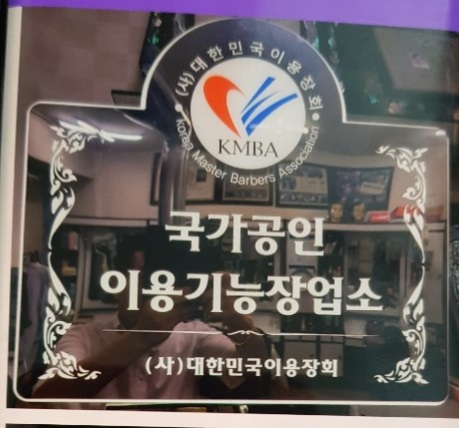 (사)대한민국이용장회
KMBA
Korea Master Barbers Association
국가공인
이용기능장업소
(사)대한민국이용장회